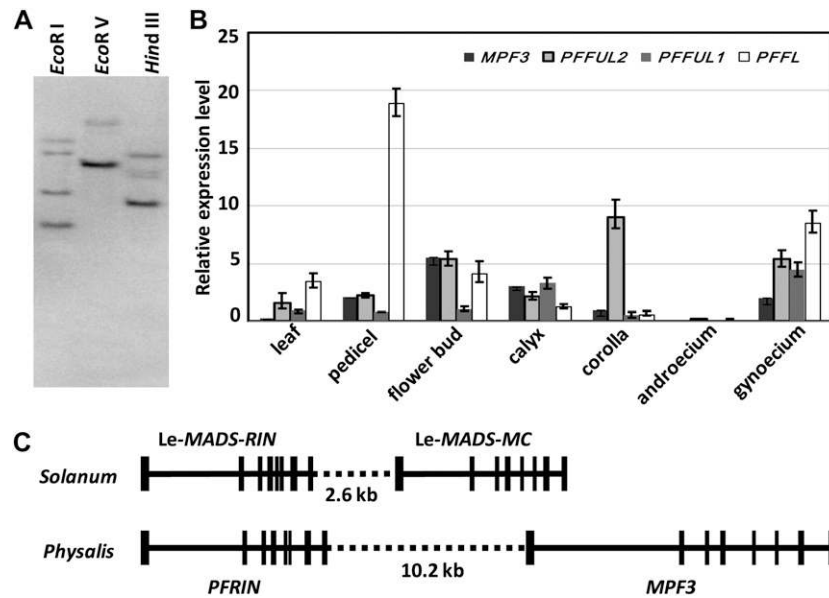 A
EcoR I
EcoR V
Hind III
B
MPF3 PFFUL2 PFFUL1 PFFL
Relative expression level
25
20
15
10
5
0
leaf
pedicel
flower bud
calyx
corolla
androecium
gynoecium
C
Le-MADS-RIN Le-MADS-MC
Solanum
2.6 kb
Physalis
10.2 kb
PFRIN MPF3